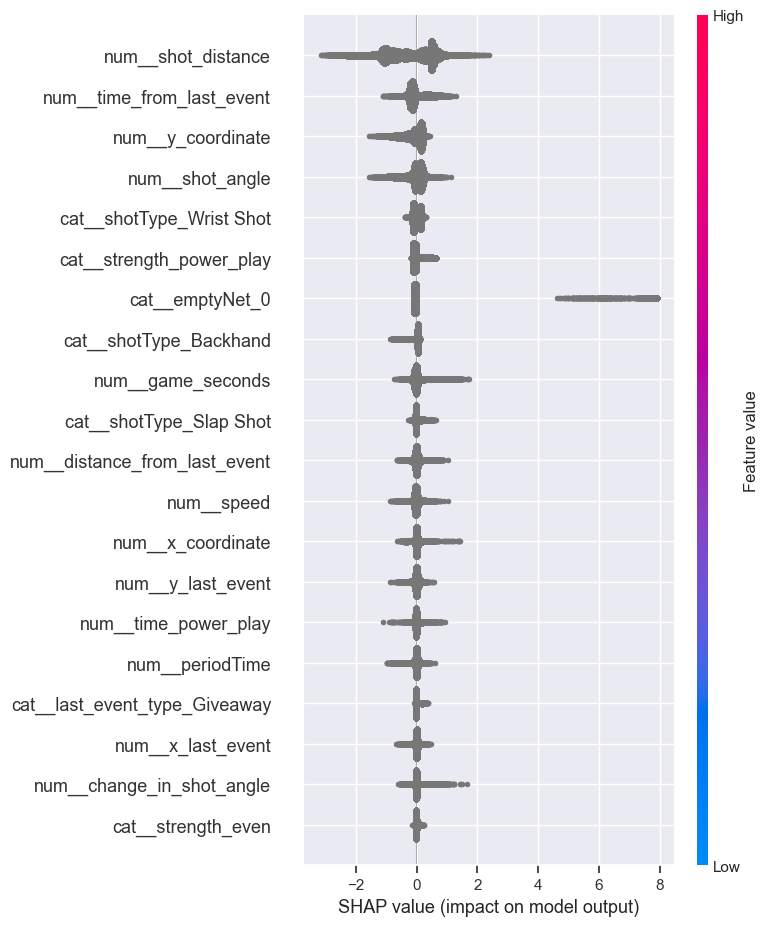 High
num__shot_distance
num__time_from_last_event
num__y_coordinate
num__shot_angle
cat__shotType_Wrist Shot
cat__strength_power_play
cat__emptyNet_0
cat__shotType_Backhand
num__game_seconds
cat__shotType_Slap Shot
num__distance_from_last_event
num__speed
num__x_coordinate
num__y_last_event
num__time_power_play
num__periodTime
cat__last_event_type_Giveaway
num__x_last_event
num__change_in_shot_angle
cat__strength_even
Feature value
Low
−2 0 2 4 6 8
SHAP value (impact on model output)